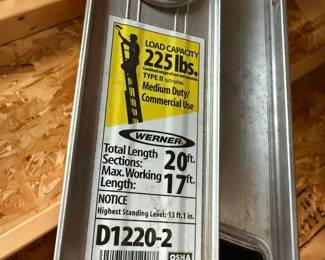 LOAD CAPACITY
225 lbs.
TYPE II
Medium Duty/
Commercial Use
WERNER
Total Length
Sections: 20 ft.
Max. Working
Length: 17 ft.
NOTICE
Highest Standing Level: 13 ft. 1 in.
D1220-2
OSHA